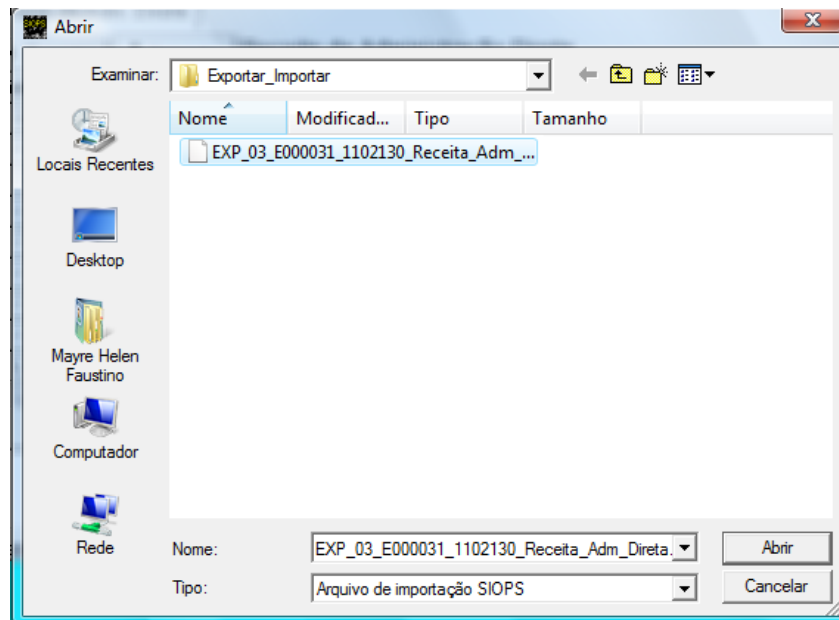 SIOPS
Abrir
Examinar:
Exportar_Importar
Nome
Modificad...
Tipo
Tamanho
EXP_03_E000031_1102130_Receita_Adm_...
Locais Recentes
Desktop
Mayre Helen
Faustino
Computador
Rede
Nome:
EXP_03_E000031_1102130_Receita_Adm_Direta.
Abrir
Tipo:
Arquivo de importação SIOPS
Cancelar